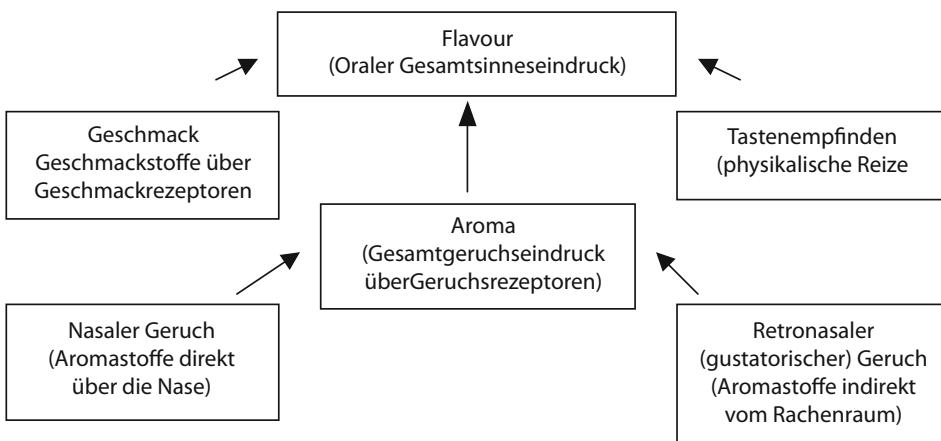 Flavour
(Oraler Gesamtsinneseindruck)
Geschmack
Geschmackstoffe über
Geschmackrezeptoren
Tastenempfinden
(physikalische Reize
Aroma
(Gesamtgeruchseindruck
überGeruchsrezeptoren)
Nasaler Geruch
(Aromastoffe direkt
über die Nase)
Retronasaler
(gustatorischer) Geruch
(Aromastoffe indirekt
vom Rachenraum)